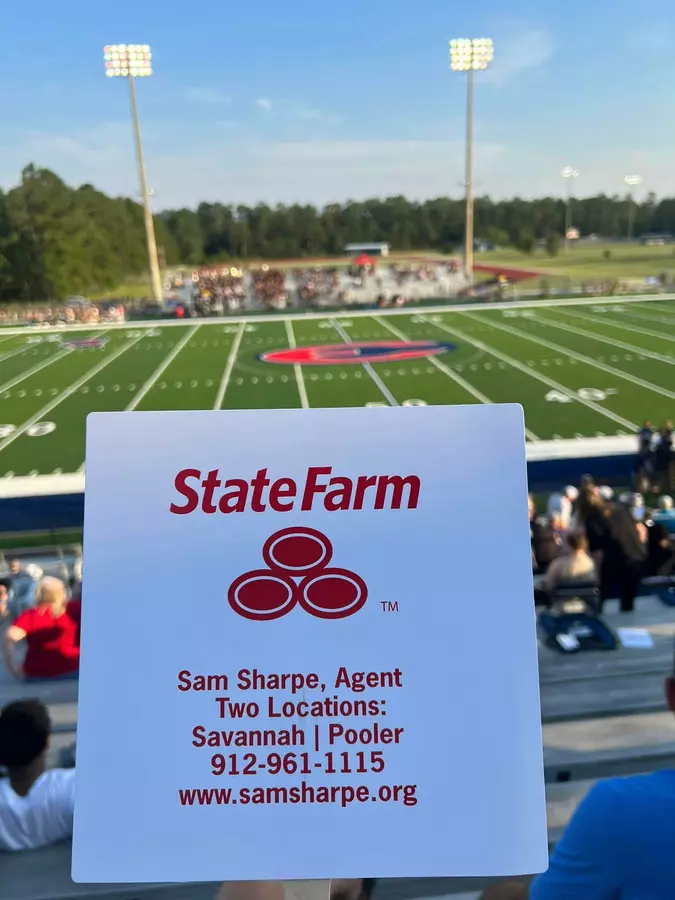 StateFarm
TM
Sam Sharpe, Agent
Two Locations:
Savannah | Pooler
912-961-1115
www.samsharpe.org